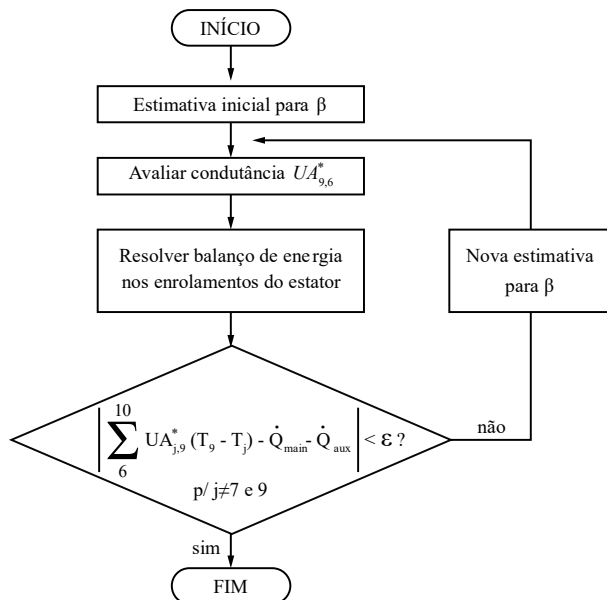 INÍCIO
Estimativa inicial para β
Avaliar condutância UA*9,6
Resolver balanço de energia
nos enrolamentos do estator
Nova estimativa
para β
| ∑ 10 6 UA*j,9 (T9 - Tj) - Q̇main - Q̇aux | < ε ?
p/ j≠7 e 9
não
sim
FIM